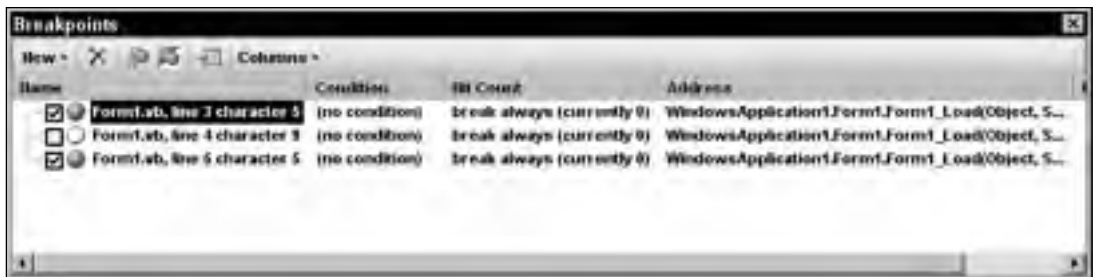 Breakpoints
New
Columns
Name Condition Hit Count Address
Form1.vb, line 3 character 5 (no condition) break always (currently 0) WindowsApplication1.Form1.Form1_Load(Object, S...
Form1.vb, line 4 character 9 (no condition) break always (currently 0) WindowsApplication1.Form1.Form1_Load(Object, S...
Form1.vb, line 6 character 5 (no condition) break always (currently 0) WindowsApplication1.Form1.Form1_Load(Object, S...